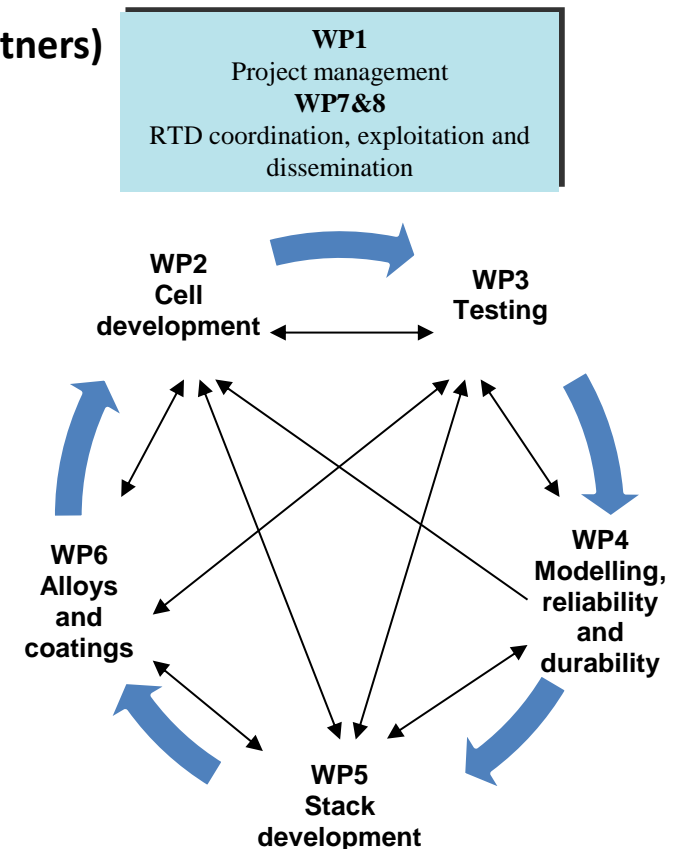 tners)
WP1
Project management
WP7&8
RTD coordination, exploitation and
dissemination
WP2
Cell
development
WP3
Testing
WP4
Modelling,
reliability
and
durability
WP6
Alloys
and
coatings
WP5
Stack
development